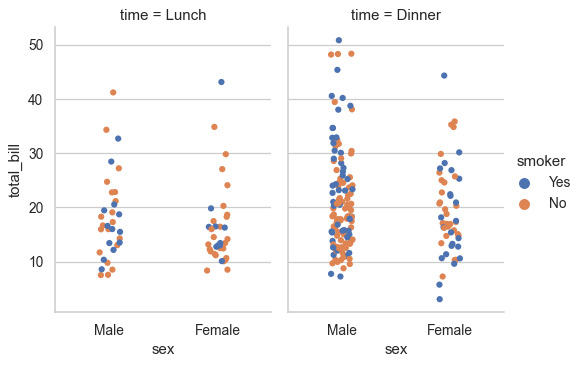 time = Lunch
time = Dinner
50
40
30
20
10
total_bill
Male
Female
Male
Female
sex
sex
smoker
Yes
No